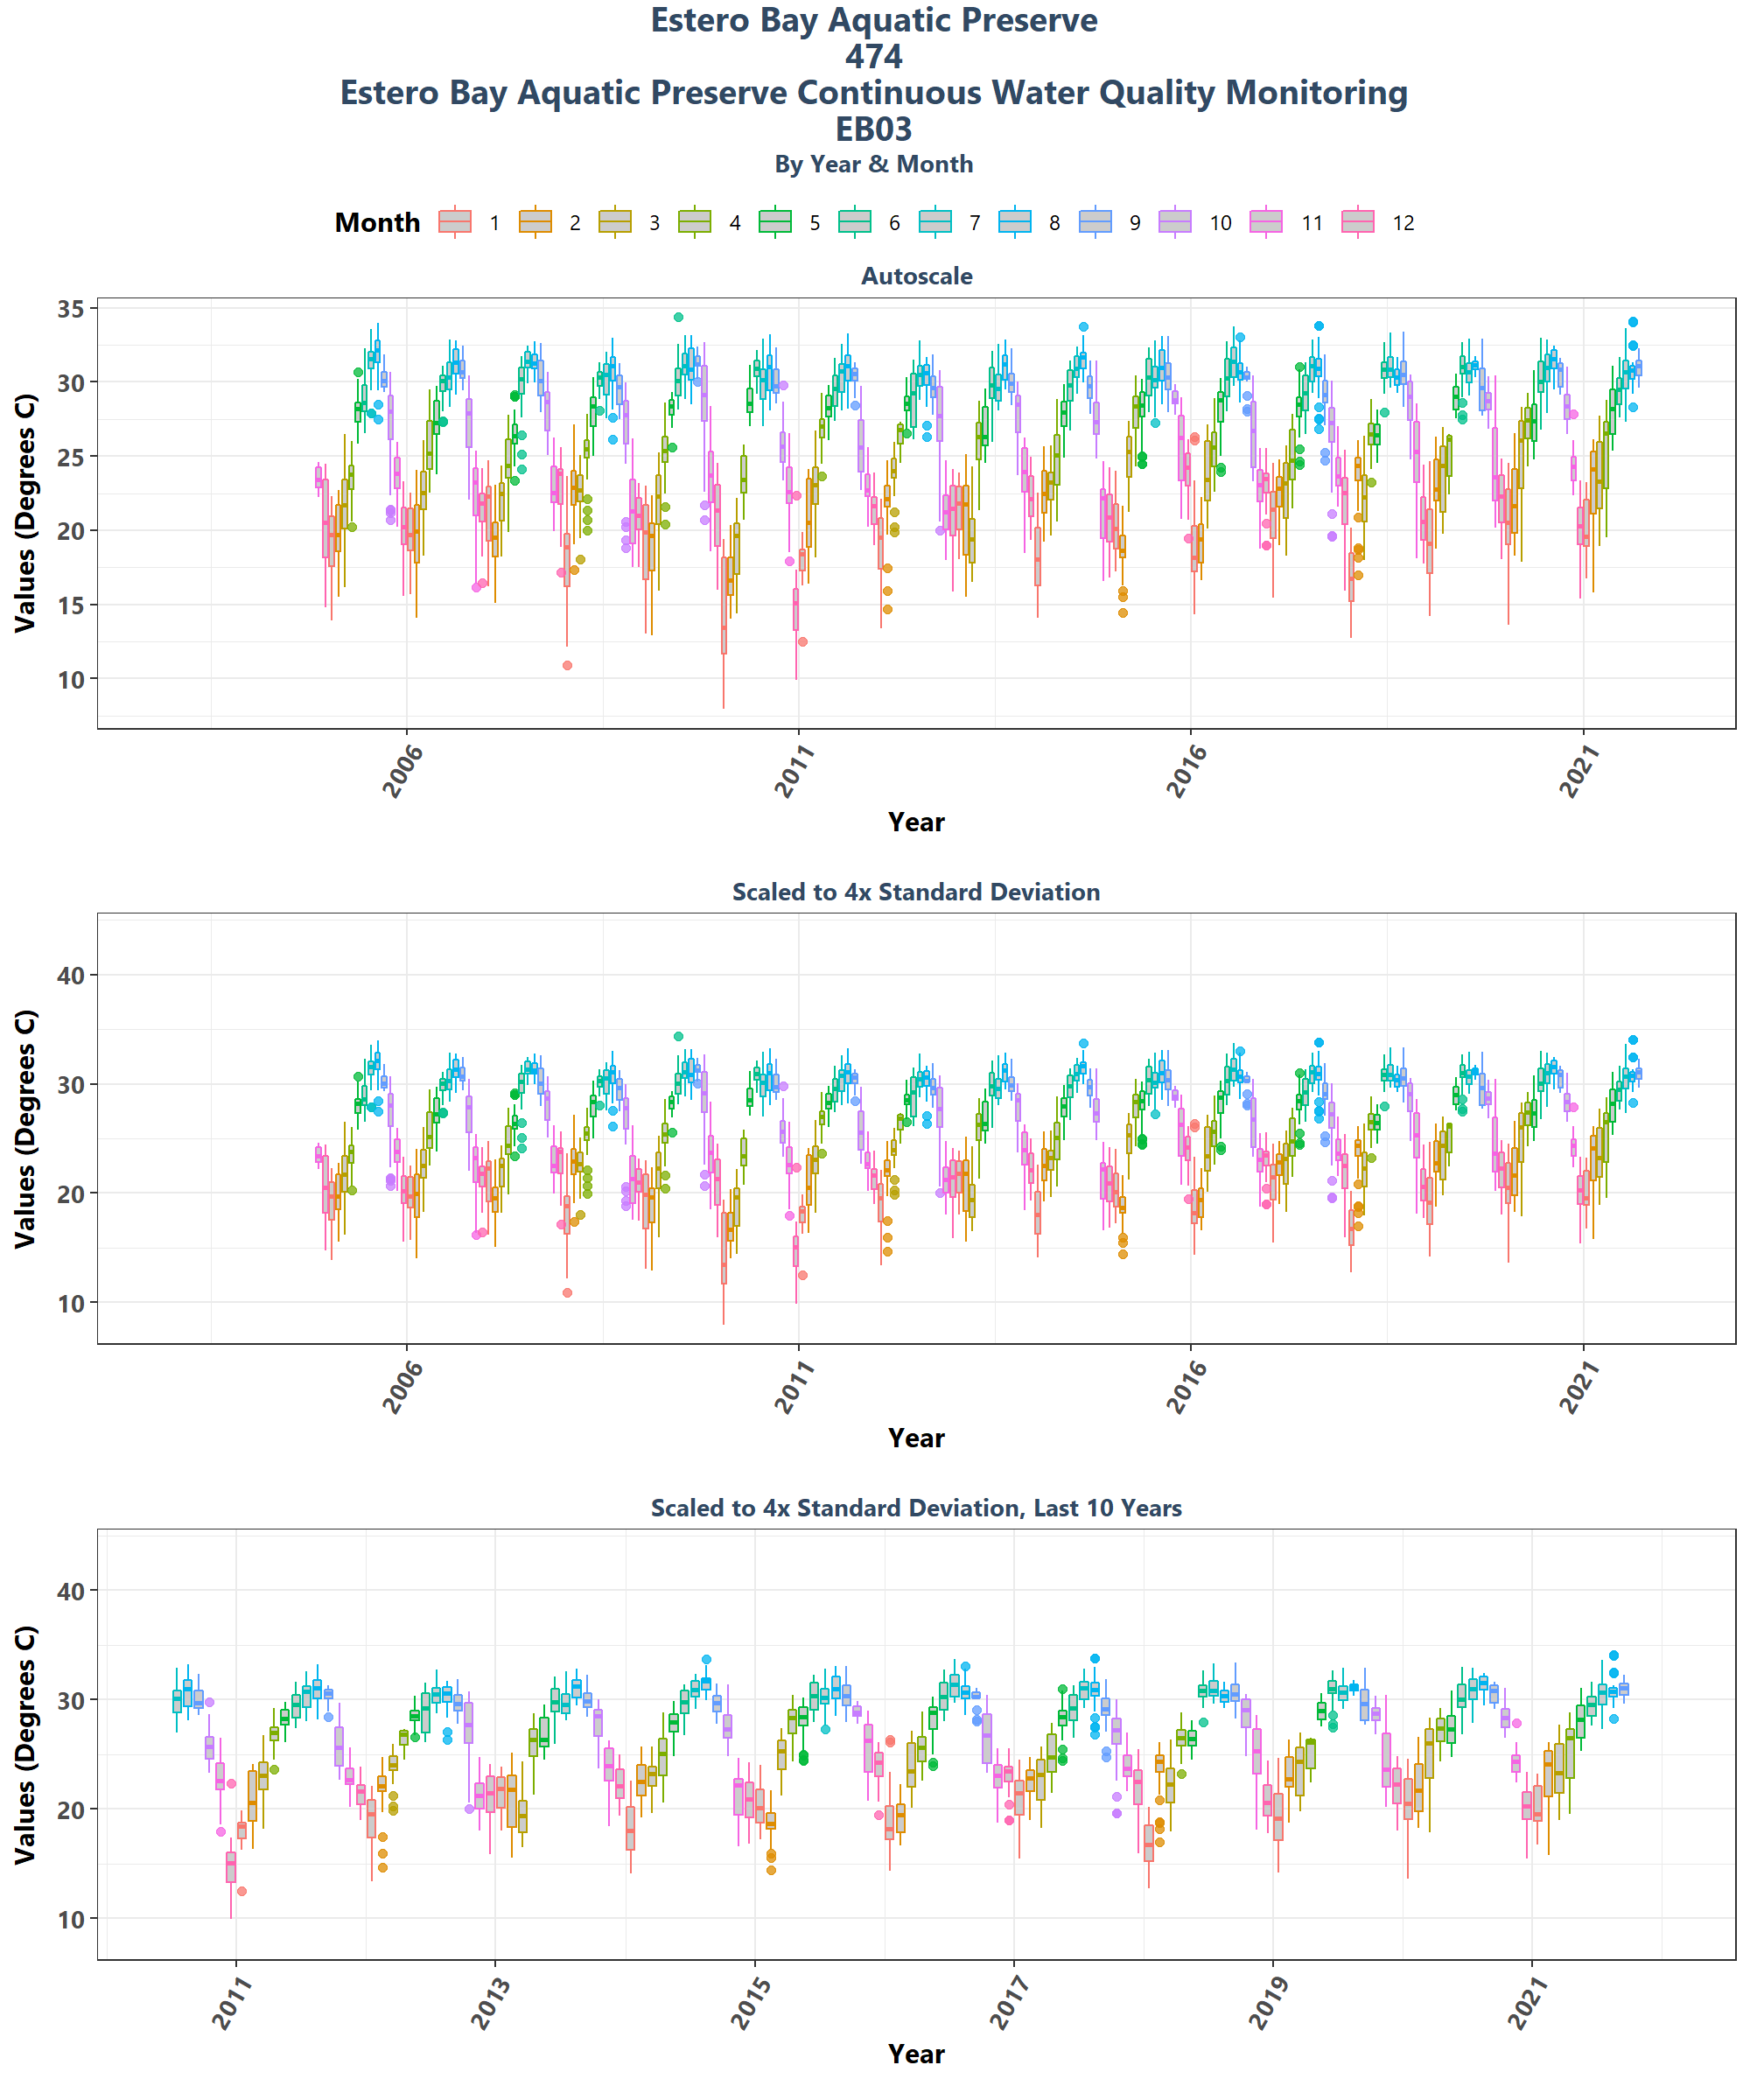 Estero Bay Aquatic Preserve
474
Estero Bay Aquatic Preserve Continuous Water Quality Monitoring
EB03
By Year & Month
Month 1 2 3 4 5 6 7 8 9 10 11 12
Autoscale
Values (Degrees C)
35
30
25
20
15
10
2006 2011 2016 2021
Year
Scaled to 4x Standard Deviation
Values (Degrees C)
40
30
20
10
2006 2011 2016 2021
Year
Scaled to 4x Standard Deviation, Last 10 Years
Values (Degrees C)
40
30
20
10
2011 2013 2015 2017 2019 2021
Year